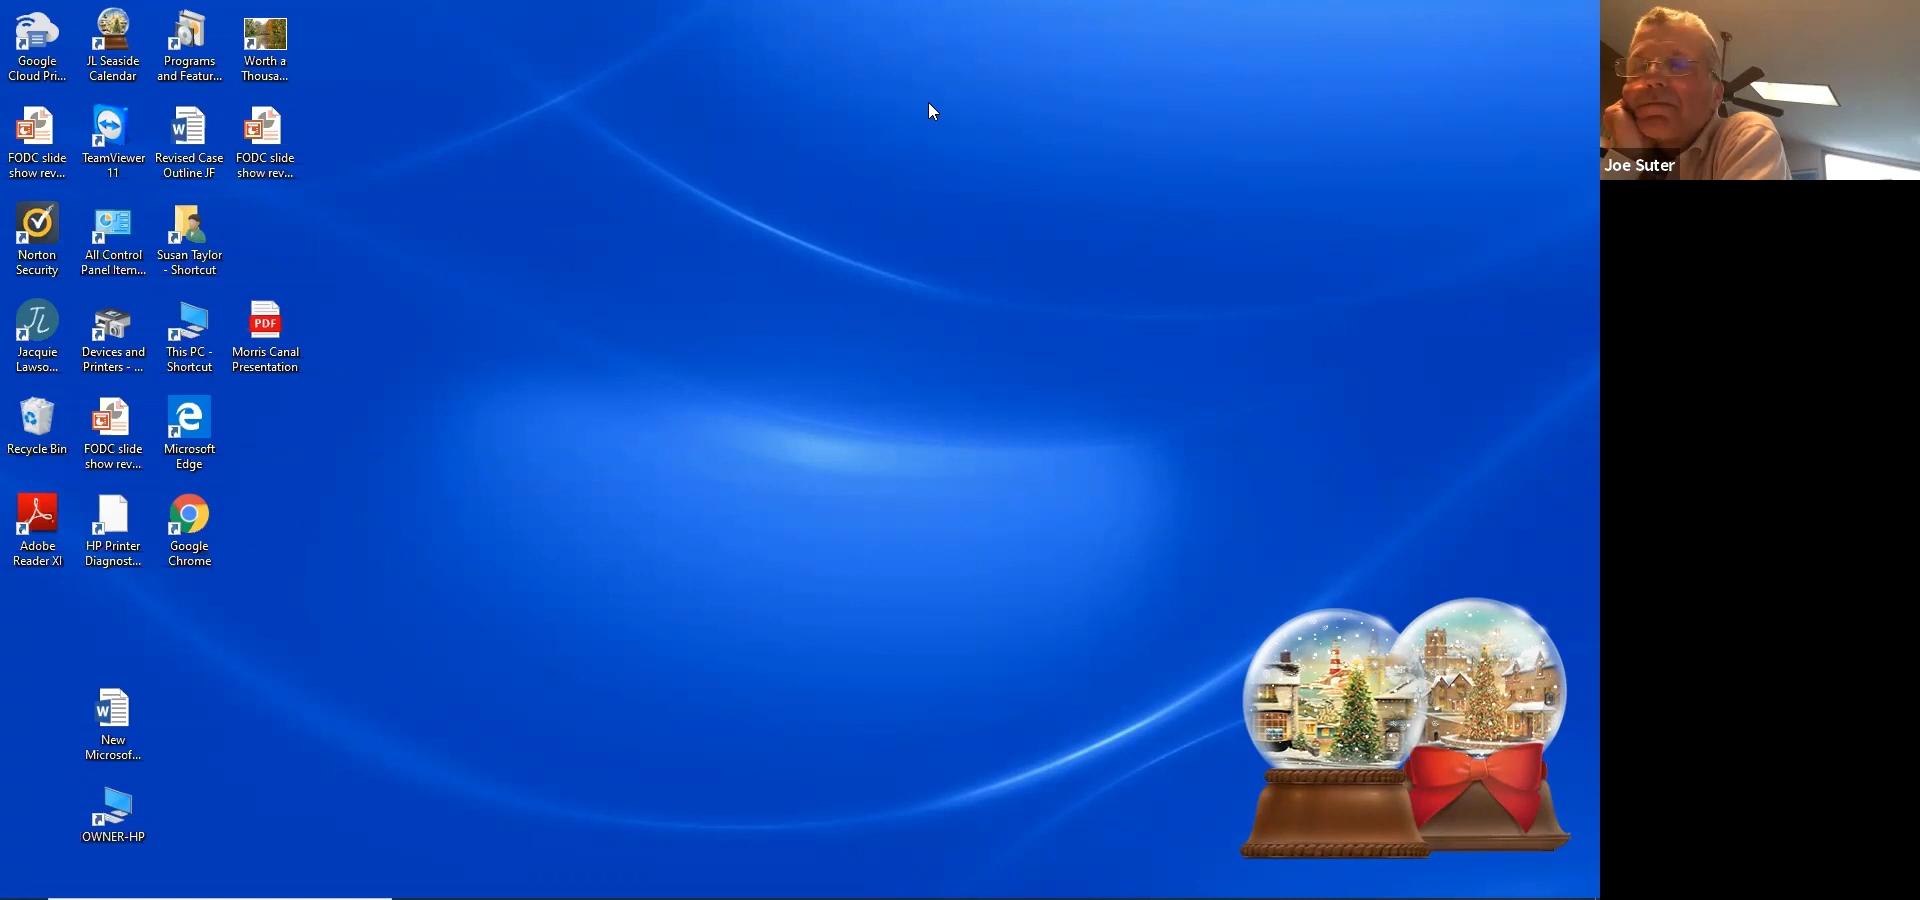 Google
Cloud Pri...
JL Seaside
Calendar
Programs
and Featur...
Worth a
Thousa...
FODC slide
show rev...
TeamViewer
11
Revised Case
Outline JF
FODC slide
show rev...
Norton
Security
All Control
Panel Item...
Susan Taylor
- Shortcut
JL
Jacquie
Lawso...
Devices and
Printers - ...
This PC -
Shortcut
PDF
Morris Canal
Presentation
Recycle Bin
FODC slide
show rev...
Microsoft
Edge
Adobe
Reader XI
HP Printer
Diagnost...
Google
Chrome
New
Microsof...
OWNER-HP
Joe Suter